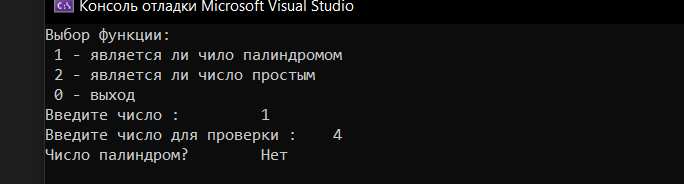 Консоль отладки Microsoft Visual Studio
Выбор функции:
1 - является ли чило палиндромом
2 - является ли число простым
0 - выход
Введите число : 1
Введите число для проверки : 4
Число палиндром? Нет